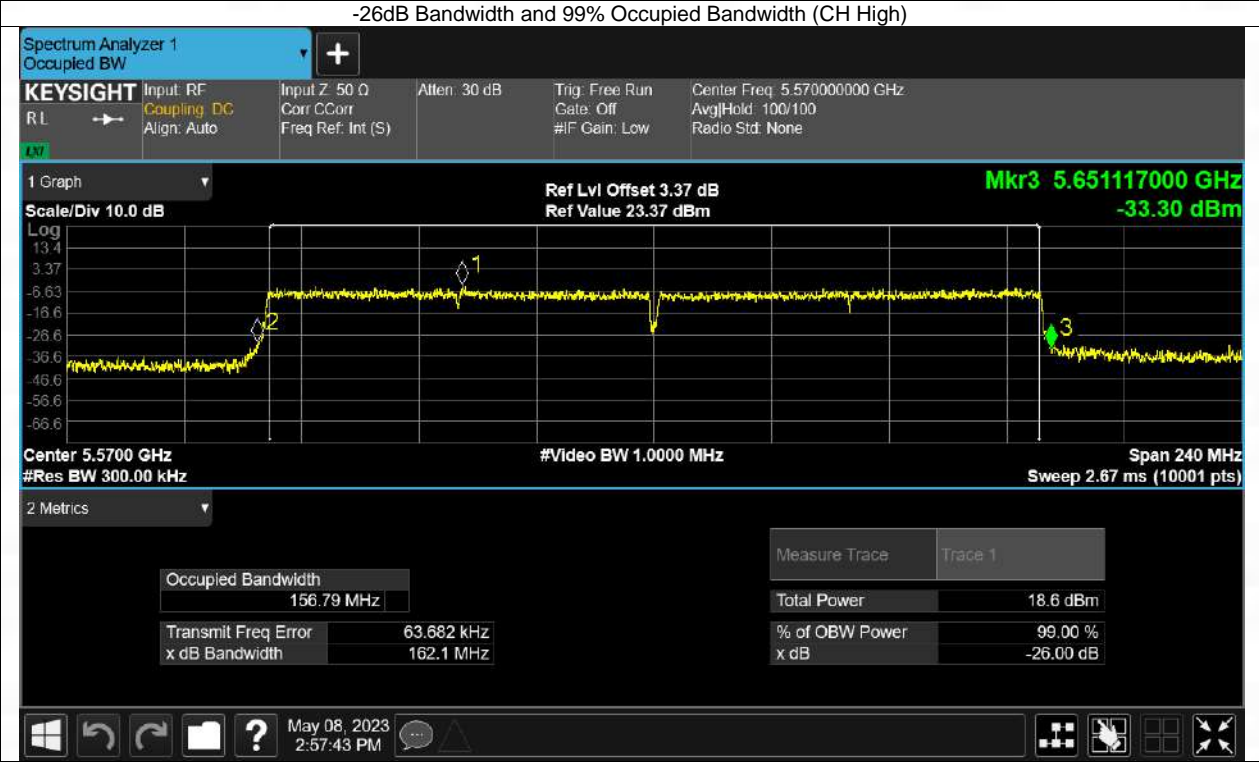 -26dB Bandwidth and 99% Occupied Bandwidth (CH High)
Spectrum Analyzer 1
Occupied BW
+
KEYSIGHT
R L
LXI
Input: RF
Coupling: DC
Align: Auto
Input Z: 50 Ω
Corr CCorr
Freq Ref: Int (S)
Atten: 30 dB
Trig: Free Run
Gate: Off
#IF Gain: Low
Center Freq: 5.570000000 GHz
Avg|Hold: 100/100
Radio Std: None
1 Graph
Scale/Div 10.0 dB
Ref Lvl Offset 3.37 dB
Ref Value 23.37 dBm
Mkr3 5.651117000 GHz
-33.30 dBm
Log
13.4
3.37
-6.63
-16.6
-26.6
-36.6
-46.6
-56.6
-66.6
1
2
3
Center 5.5700 GHz
#Video BW 1.0000 MHz
Span 240 MHz
#Res BW 300.00 kHz
Sweep 2.67 ms (10001 pts)
2 Metrics
Measure Trace
Trace 1
Occupied Bandwidth
156.79 MHz
Total Power
18.6 dBm
Transmit Freq Error
63.682 kHz
% of OBW Power
99.00 %
x dB Bandwidth
162.1 MHz
x dB
-26.00 dB
?
May 08, 2023
2:57:43 PM